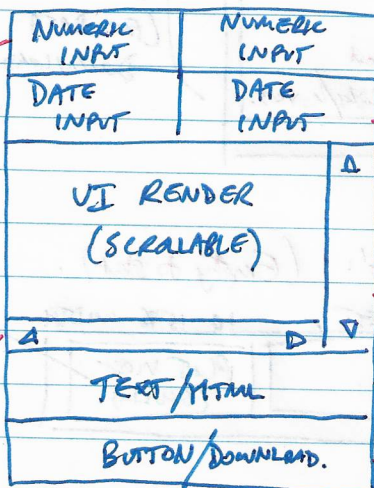 NUMERIC NUMERIC
INPUT INPUT
DATE DATE
INPUT INPUT
UI RENDER
(SCROLLABLE)
TEXT/HTML
BUTTON/DOWNLOAD.